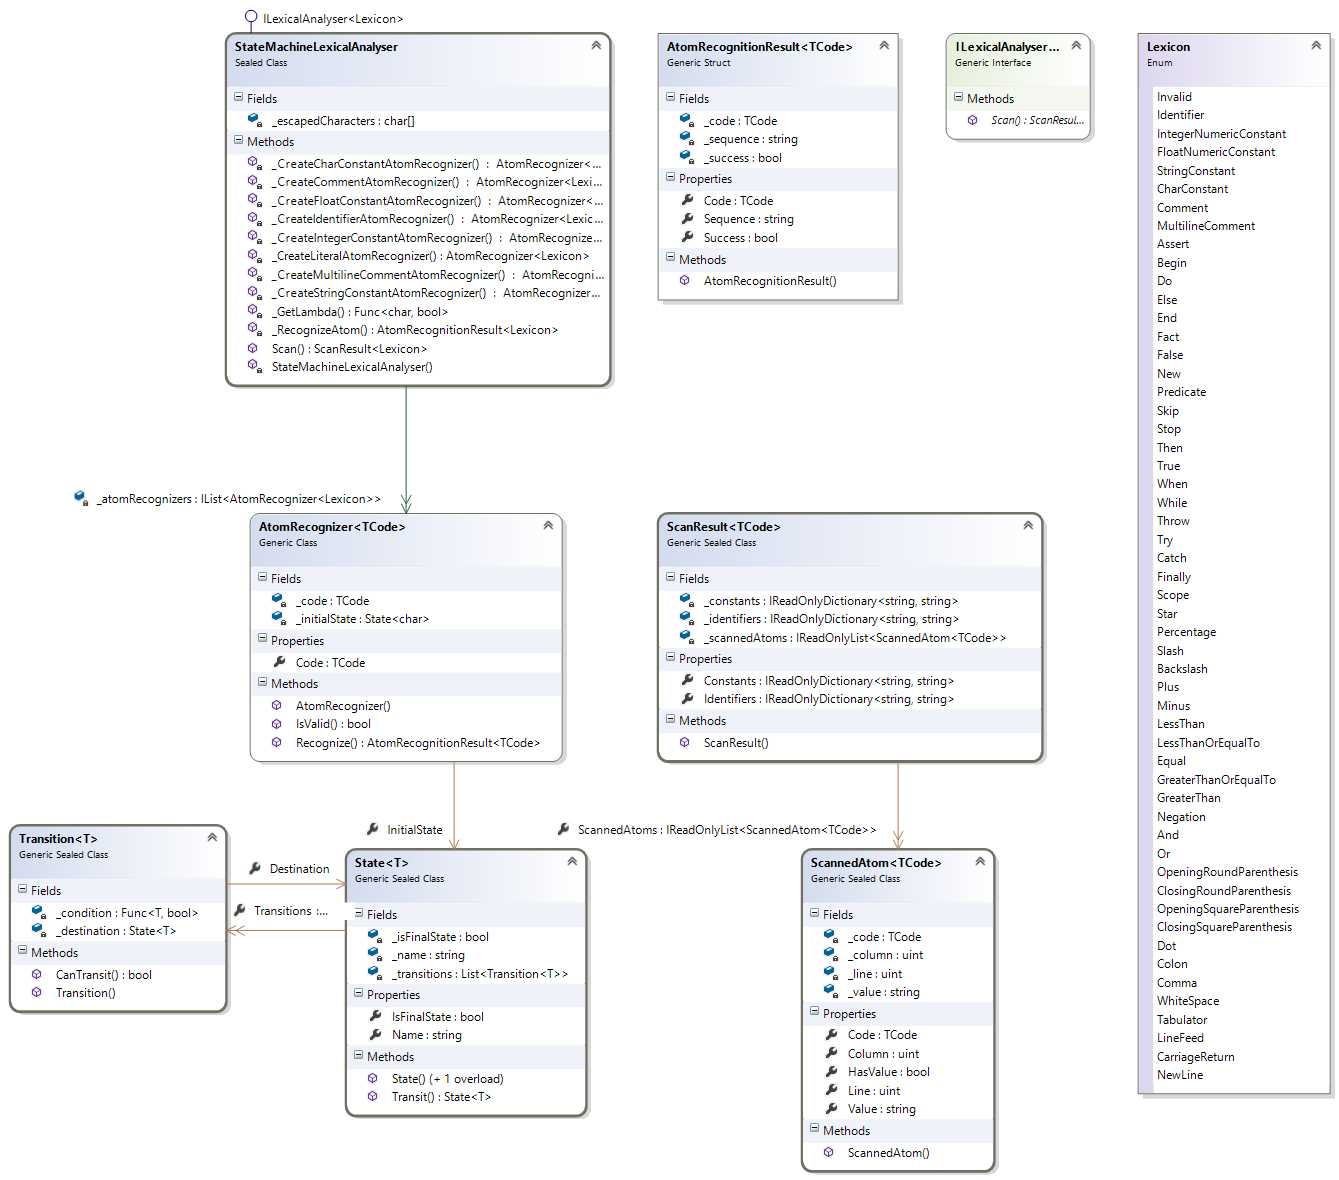 ILexicalAnalyser<Lexicon>
StateMachineLexicalAnalyser
Sealed Class
Fields
_escapedCharacters : char[]
Methods
_CreateCharConstantAtomRecognizer() : AtomRecognizer<...
_CreateCommentAtomRecognizer() : AtomRecognizer<Lexi...
_CreateFloatConstantAtomRecognizer() : AtomRecognizer<...
_CreateIdentifierAtomRecognizer() : AtomRecognizer<Lexic...
_CreateIntegerConstantAtomRecognizer() : AtomRecognize...
_CreateLiteralAtomRecognizer() : AtomRecognizer<Lexicon>
_CreateMultilineCommentAtomRecognizer() : AtomRecogni...
_CreateStringConstantAtomRecognizer() : AtomRecognizer...
_GetLambda() : Func<char, bool>
_RecognizeAtom() : AtomRecognitionResult<Lexicon>
Scan() : ScanResult<Lexicon>
StateMachineLexicalAnalyser()
AtomRecognitionResult<TCode>
Generic Struct
Fields
_code : TCode
_sequence : string
_success : bool
Properties
Code : TCode
Sequence : string
Success : bool
Methods
AtomRecognitionResult()
ILexicalAnalyser...
Generic Interface
Methods
Scan() : ScanResul...
Lexicon
Enum
Invalid
Identifier
IntegerNumericConstant
FloatNumericConstant
StringConstant
CharConstant
Comment
MultilineComment
Assert
Begin
Do
Else
End
Fact
False
New
Predicate
Skip
Stop
Then
True
When
While
Throw
Try
Catch
Finally
Scope
Star
Percentage
Slash
Backslash
Plus
Minus
LessThan
LessThanOrEqualTo
Equal
GreaterThanOrEqualTo
GreaterThan
Negation
And
Or
OpeningRoundParenthesis
ClosingRoundParenthesis
OpeningSquareParenthesis
ClosingSquareParenthesis
Dot
Colon
Comma
WhiteSpace
Tabulator
LineFeed
CarriageReturn
NewLine
_atomRecognizers : IList<AtomRecognizer<Lexicon>>
AtomRecognizer<TCode>
Generic Class
Fields
_code : TCode
_initialState : State<char>
Properties
Code : TCode
Methods
AtomRecognizer()
IsValid() : bool
Recognize() : AtomRecognitionResult<TCode>
ScanResult<TCode>
Generic Sealed Class
Fields
_constants : IReadOnlyDictionary<string, string>
_identifiers : IReadOnlyDictionary<string, string>
_scannedAtoms : IReadOnlyList<ScannedAtom<TCode>>
Properties
Constants : IReadOnlyDictionary<string, string>
Identifiers : IReadOnlyDictionary<string, string>
Methods
ScanResult()
InitialState
ScannedAtoms : IReadOnlyList<ScannedAtom<TCode>>
Transition<T>
Generic Sealed Class
Fields
_condition : Func<T, bool>
_destination : State<T>
Methods
CanTransit() : bool
Transition()
Destination
Transitions :...
State<T>
Generic Sealed Class
Fields
_isFinalState : bool
_name : string
_transitions : List<Transition<T>>
Properties
IsFinalState : bool
Name : string
Methods
State() (+ 1 overload)
Transit() : State<T>
ScannedAtom<TCode>
Generic Sealed Class
Fields
_code : TCode
_column : uint
_line : uint
_value : string
Properties
Code : TCode
Column : uint
HasValue : bool
Line : uint
Value : string
Methods
ScannedAtom()